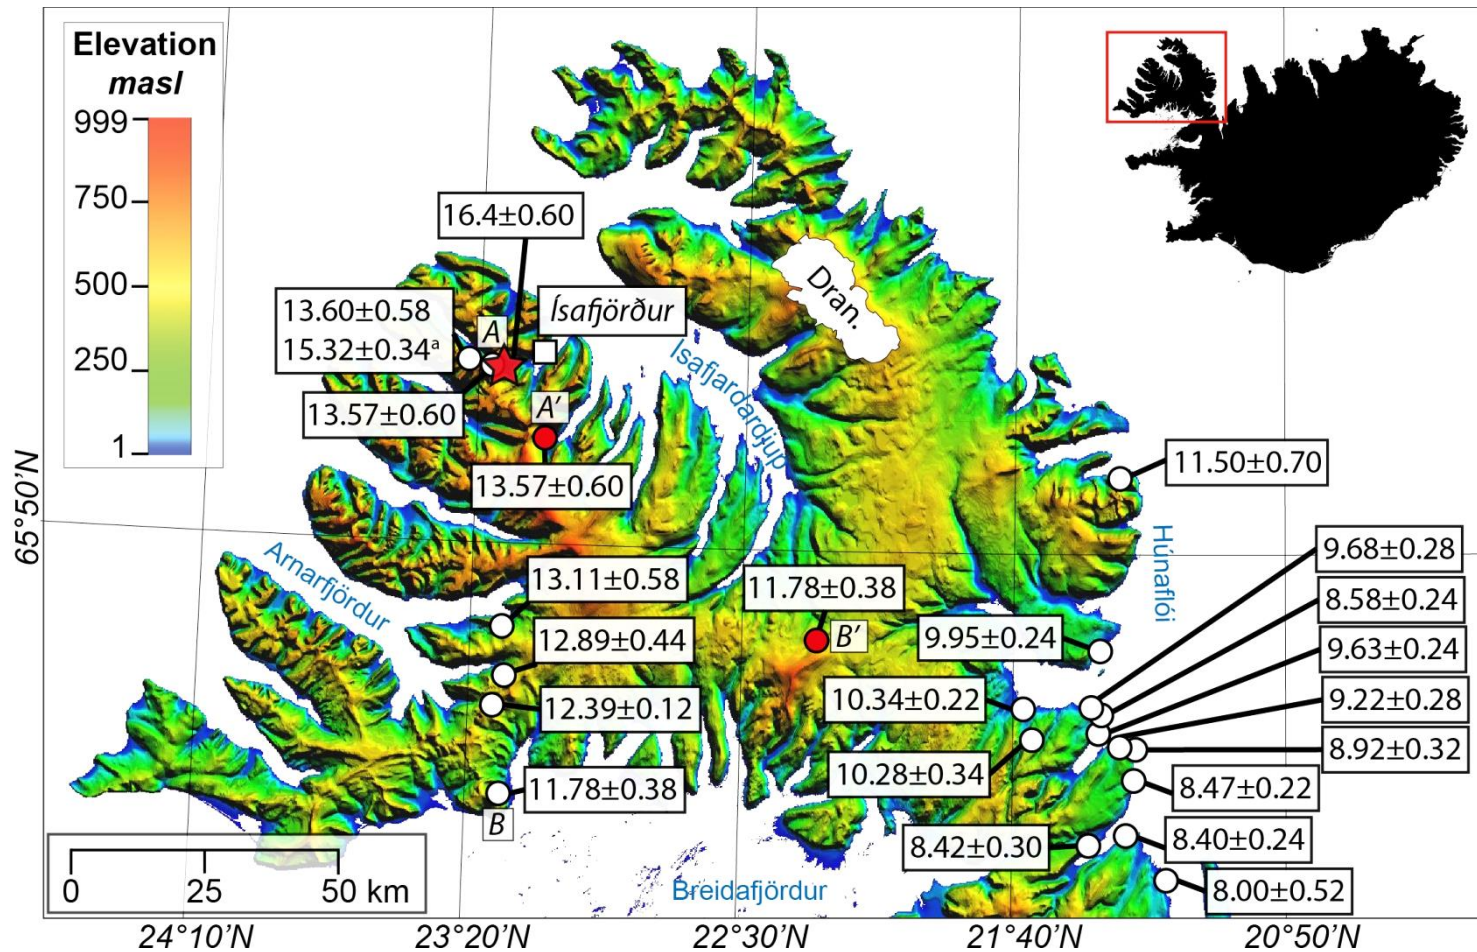 Elevation
masl
999
750
500
250
1
16.4±0.60
13.60±0.58
15.32±0.34ᵃ
A
Ísafjörður
13.57±0.60
A′
13.57±0.60
Dran.
Isafjardardjup
11.50±0.70
65°50′N
Arnarfjördur
Húnaflói
13.11±0.58
11.78±0.38
B′
12.89±0.44
9.95±0.24
9.68±0.28
8.58±0.24
9.63±0.24
9.22±0.28
8.92±0.32
12.39±0.12
10.34±0.22
10.28±0.34
11.78±0.38
B
8.47±0.22
8.42±0.30
8.40±0.24
8.00±0.52
Breidafjördur
0 25 50 km
24°10′N 23°20′N 22°30′N 21°40′N 20°50′N